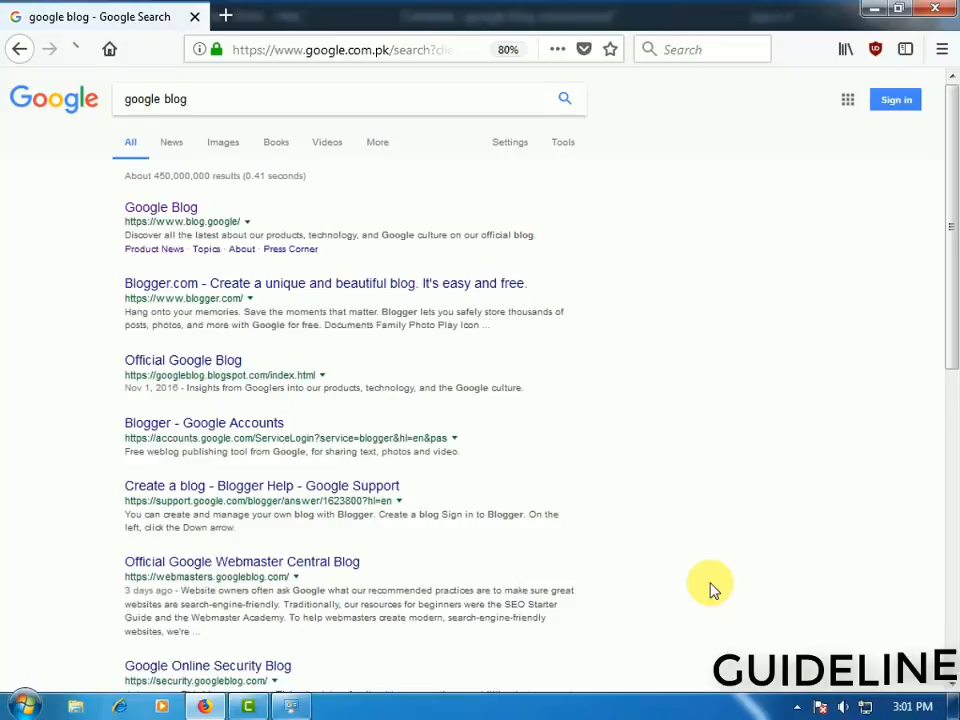 google blog - Google Search
https://www.google.com.pk/search?clie
80%
Search
Google
google blog
Sign in
All
News
Images
Books
Videos
More
Settings
Tools
About 450,000,000 results (0.41 seconds)
Google Blog
https://www.blog.google/
Discover all the latest about our products, technology, and Google culture on our official blog.
Product News · Topics · About · Press Corner
Blogger.com - Create a unique and beautiful blog. It's easy and free.
https://www.blogger.com/
Hang onto your memories. Save the moments that matter. Blogger lets you safely store thousands of
posts, photos, and more with Google for free. Documents Family Photo Play Icon ...
Official Google Blog
https://googleblog.blogspot.com/index.html
Nov 1, 2016 - Insights from Googlers into our products, technology, and the Google culture.
Blogger - Google Accounts
https://accounts.google.com/ServiceLogin?service=blogger&hl=en&pas
Free weblog publishing tool from Google, for sharing text, photos and video.
Create a blog - Blogger Help - Google Support
https://support.google.com/blogger/answer/1623800?hl=en
You can create and manage your own blog with Blogger. Create a blog Sign in to Blogger. On the
left, click the Down arrow.
Official Google Webmaster Central Blog
https://webmasters.googleblog.com/
3 days ago - Website owners often ask Google what our recommended practices are to make sure great
websites are search-engine-friendly. Traditionally, our resources for beginners were the SEO Starter
Guide and the Webmaster Academy. To help webmasters create modern, search-engine-friendly
websites, we're ...
Google Online Security Blog
https://security.googleblog.com/
GUIDELINE
3:01 PM